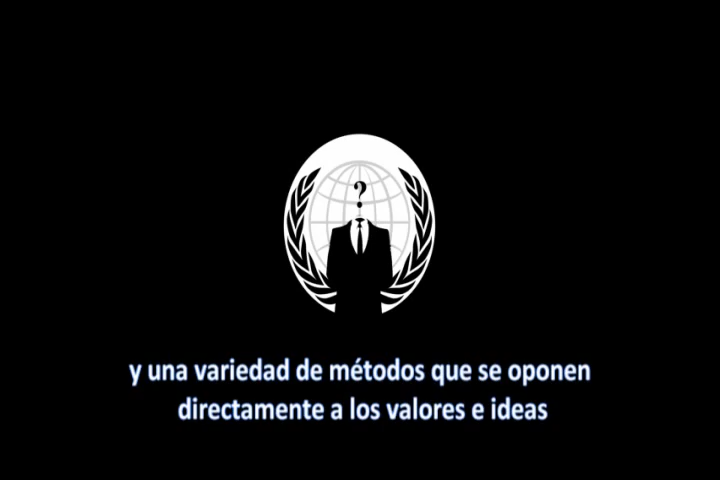 ?
y una variedad de métodos que se oponen
directamente a los valores e ideas